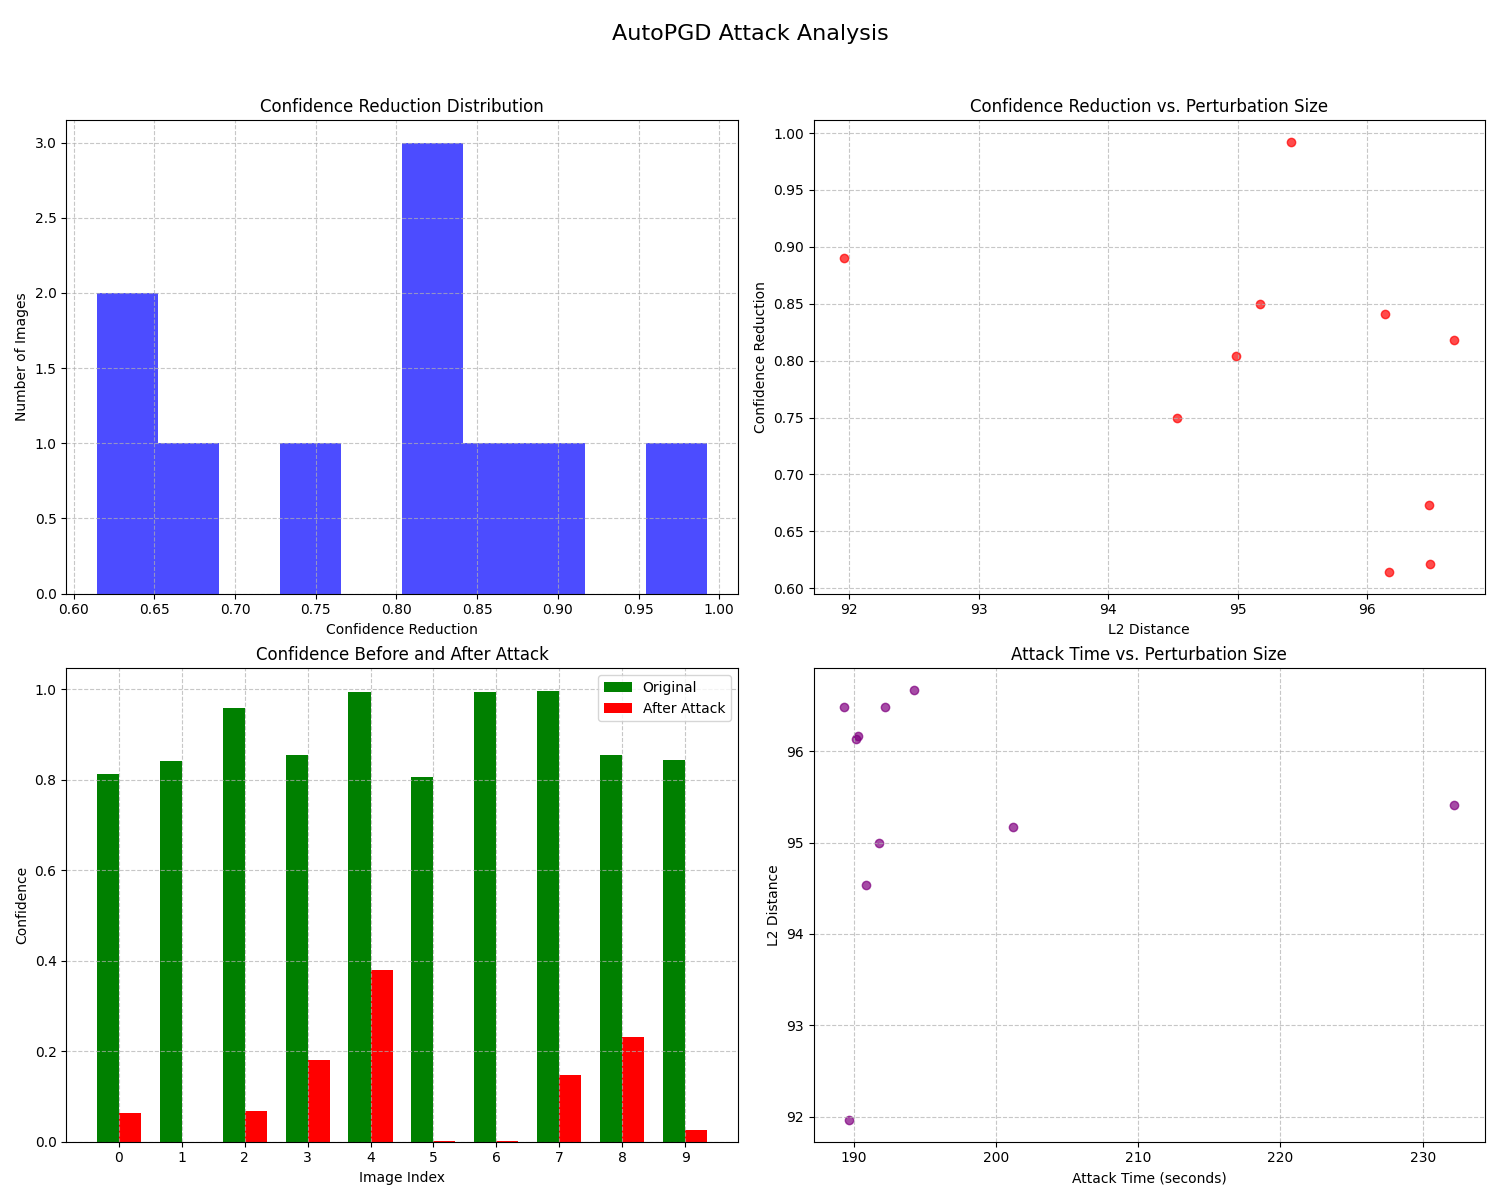 AutoPGD Attack Analysis
Confidence Reduction Distribution
3.0
2.5
2.0
1.5
1.0
0.5
0.0
Number of Images
0.60 0.65 0.70 0.75 0.80 0.85 0.90 0.95 1.00
Confidence Reduction
Confidence Reduction vs. Perturbation Size
1.00
0.95
0.90
0.85
0.80
0.75
0.70
0.65
0.60
Confidence Reduction
92 93 94 95 96
L2 Distance
Confidence Before and After Attack
Original
After Attack
1.0
0.8
0.6
0.4
0.2
0.0
Confidence
0 1 2 3 4 5 6 7 8 9
Image Index
Attack Time vs. Perturbation Size
96
95
94
93
92
L2 Distance
190 200 210 220 230
Attack Time (seconds)